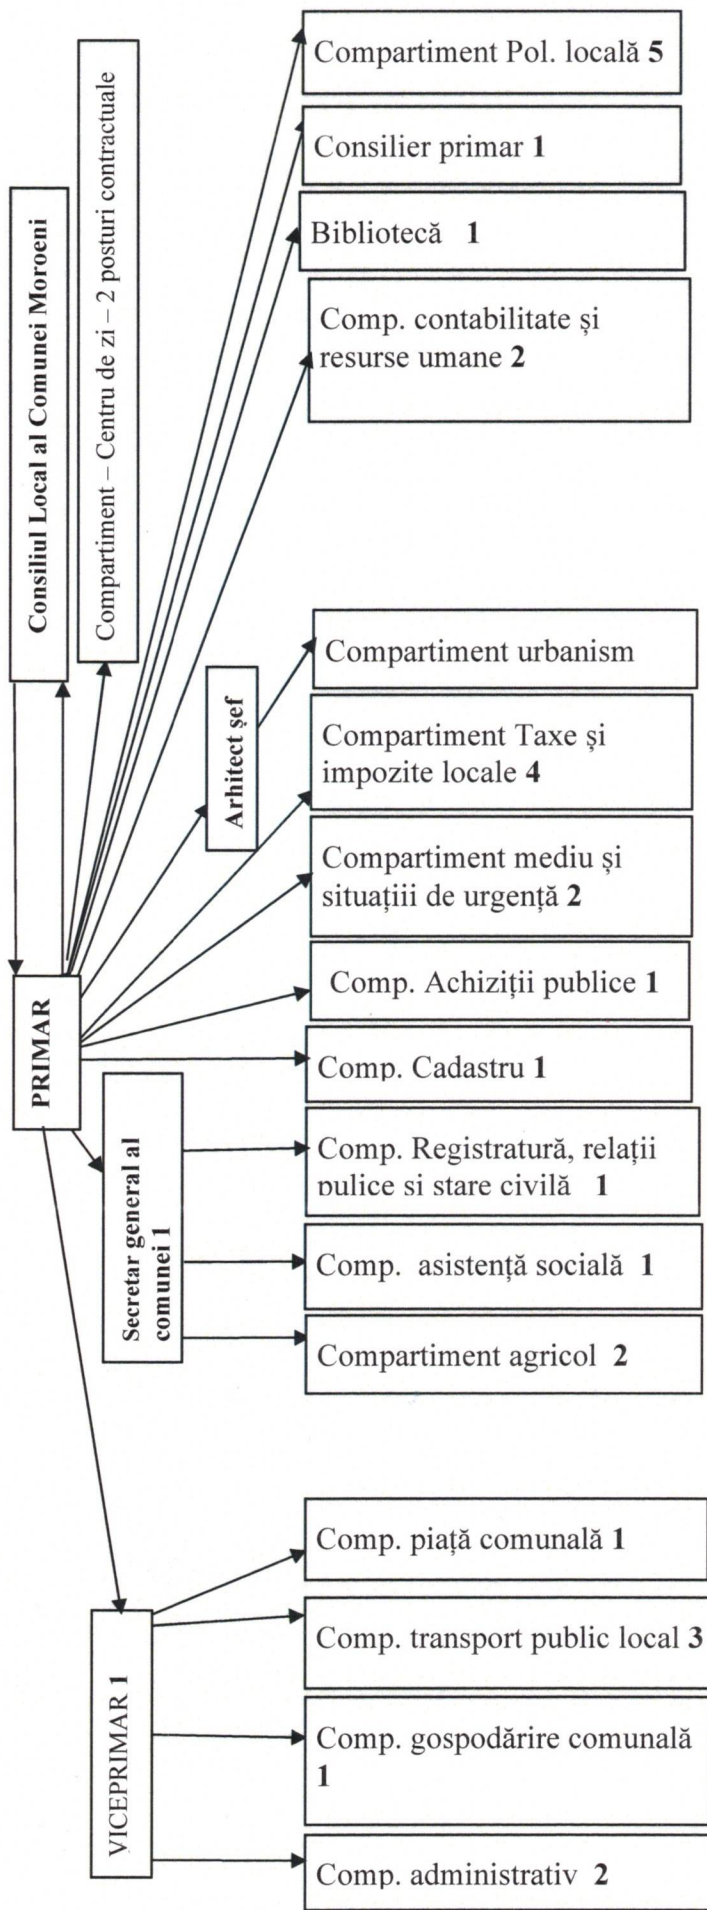 Consiliul Local al Comunei Moroeni
Compartiment – Centru de zi – 2 posturi contractuale
PRIMAR
Arhitect șef
Secretar general al
comunei 1
VICEPRIMAR 1
Compartiment Pol. locală 5
Consilier primar 1
Bibliotecă 1
Comp. contabilitate și
resurse umane 2
Compartiment urbanism
Compartiment Taxe și
impozite locale 4
Compartiment mediu și
situațiii de urgență 2
Comp. Achiziții publice 1
Comp. Cadastru 1
Comp. Registratură, relații
pulice si stare civilă 1
Comp. asistență socială 1
Compartiment agricol 2
Comp. piață comunală 1
Comp. transport public local 3
Comp. gospodărire comunală
1
Comp. administrativ 2